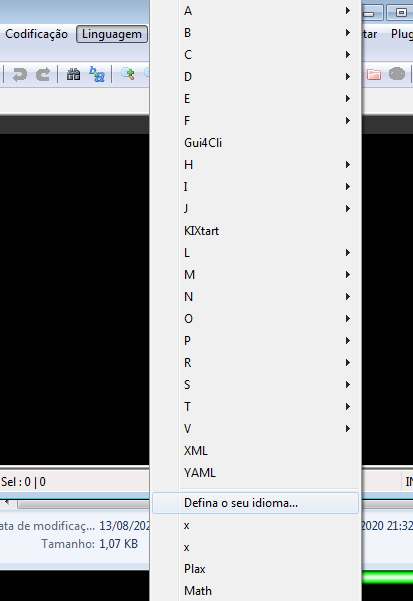 Codificação Linguagem tar Plug
A
B
C
D
E
F
Gui4Cli
H
I
J
KIXtart
L
M
N
O
P
R
S
T
V
XML
YAML
Sel : 0 | 0
IN
Defina o seu idioma...
ata de modificaç... 13/08/202
2020 21:32
x
Tamanho: 1,07 KB
x
Plax
Math